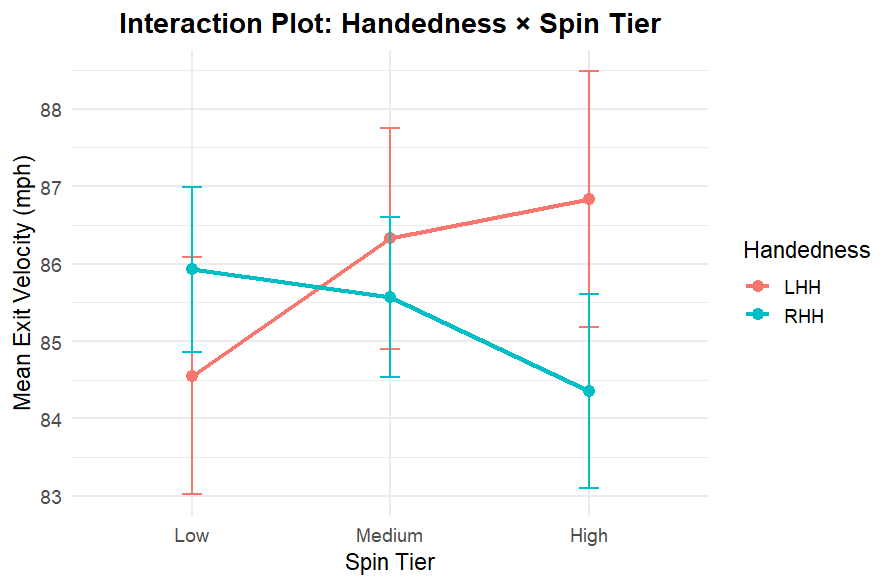 Interaction Plot: Handedness × Spin Tier
Mean Exit Velocity (mph)
88
87
86
85
84
83
Low
Medium
High
Spin Tier
Handedness
LHH
RHH